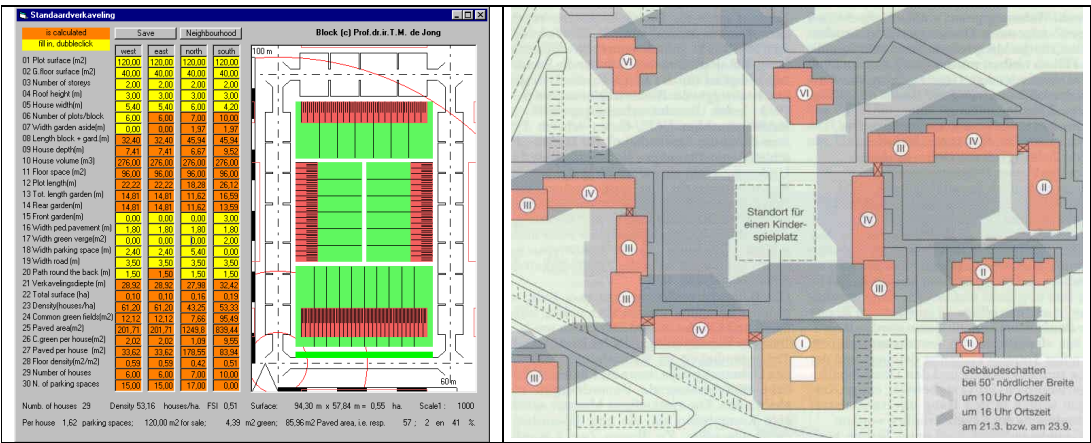 Standaardverkaveling
is calculated
fill in, dubbleclick
Save
Neighbourhood
Block (c) Prof.dr.ir.T.M. de Jong
west east north south
01 Plot surface (m2) 120,00 120,00 120,00 120,00
02 G.floor surface (m2) 40,00 40,00 40,00 40,00
03 Number of storeys 2,00 2,00 2,00 2,00
04 Roof height (m) 3,00 3,00 3,00 3,00
05 House width(m) 5,40 5,40 6,00 4,20
06 Number of plots/block 6,00 6,00 7,00 10,00
07 Width garden aside(m) 0,00 0,00 1,97 1,97
08 Length block + gard.(m) 32,40 32,40 45,94 45,94
09 House depth(m) 7,41 7,41 6,67 9,52
10 House volume (m3) 276,00 276,00 276,00 276,00
11 Floor space (m2) 96,00 96,00 96,00 96,00
12 Plot length(m) 22,22 22,22 18,28 26,12
13 Tot. length garden (m) 14,81 14,81 11,62 16,59
14 Rear garden(m) 14,81 14,81 11,62 13,59
15 Front garden(m) 0,00 0,00 0,00 3,00
16 Width ped.pavement (m) 1,80 1,80 1,80 1,80
17 Width green verge(m2) 0,00 0,00 0,00 2,00
18 Width parking space (m) 2,40 2,40 5,40 0,00
19 Width road (m) 3,50 3,50 3,50 3,50
20 Path round the back (m) 1,50 1,50 1,50 1,50
21 Verkavelingsdiepte (m) 28,92 28,92 27,98 32,42
22 Total surface (ha) 0,10 0,10 0,16 0,19
23 Density(houses/ha) 61,20 61,20 43,25 53,33
24 Common green fields(m2) 12,12 12,12 7,66 95,49
25 Paved area(m2) 201,71 201,71 1249,8 839,44
26 C.green per house(m2) 2,02 2,02 1,09 9,55
27 Paved per house (m2) 33,62 33,62 178,55 83,94
28 Floor density(m2/m2) 0,59 0,59 0,42 0,51
29 Number of houses 6,00 6,00 7,00 10,00
30 N. of parking spaces 15,00 15,00 17,00 0,00
100 m
60 m
Numb. of houses 29 Density 53,16 houses/ha. FSI 0,51 Surface: 94,30 m x 57,84 m = 0,55 ha. Scale1 : 1000
Per house 1,62 parking spaces; 120,00 m2 for sale; 4,39 m2 green; 85,96 m2 Paved area, i.e. resp. 57 ; 2 en 41 %.
VI
VI
III
IV
II
IV
III
IV
Standort für
einen Kinder-
spielplatz
III
III
III
II
IV
I
II
III
Gebäudeschatten
bei 50° nördlicher Breite
um 10 Uhr Ortszeit
um 16 Uhr Ortszeit
am 21.3. bzw. am 23.9.